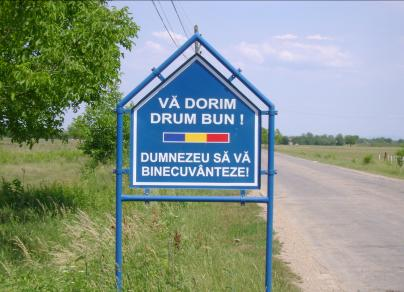 VĂ DORIM
DRUM BUN !
DUMNEZEU SĂ VĂ
BINECUVÂNTEZE!